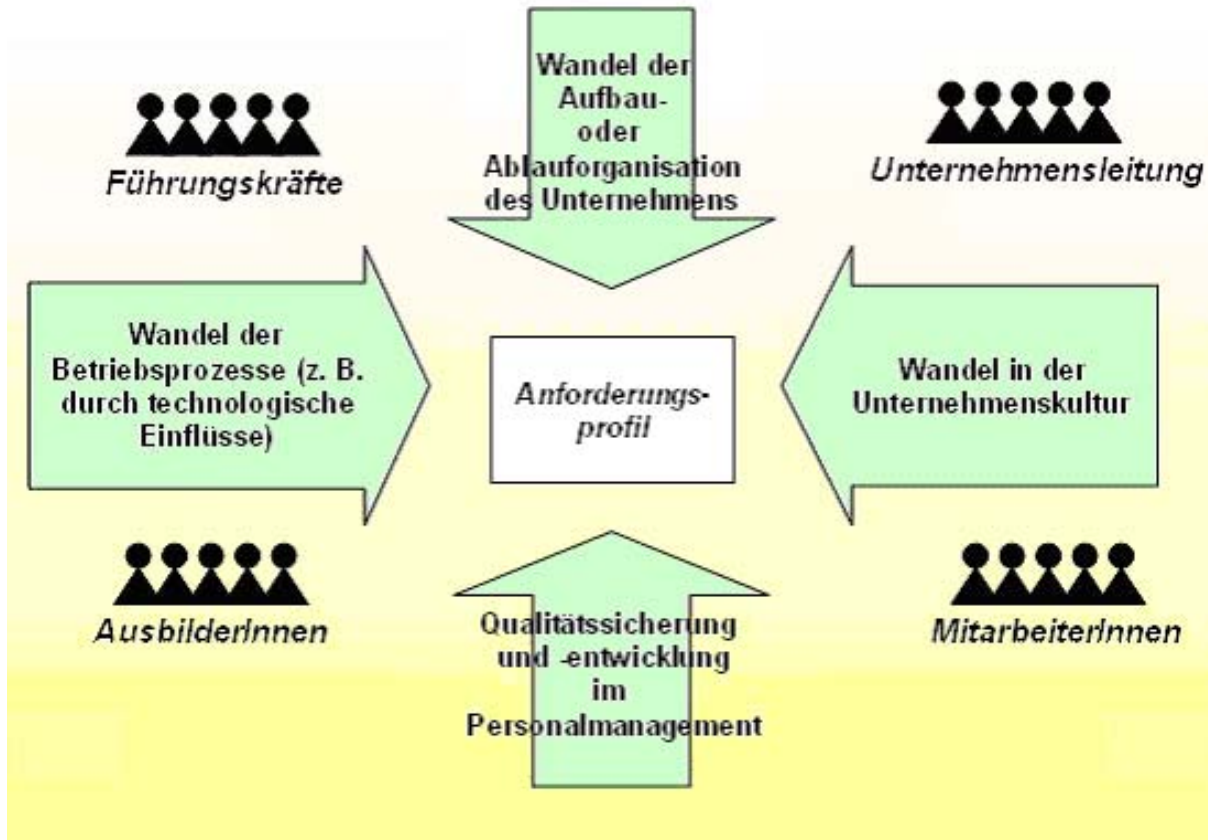 Wandel der
Aufbau-
oder
Ablauforganisation
des Unternehmens
Führungskräfte
Unternehmensleitung
Wandel der
Betriebsprozesse (z. B.
durch technologische
Einflüsse)
Anforderungs-
profil
Wandel in der
Unternehmenskultur
AusbilderInnen
Qualitätssicherung
und -entwicklung
im
Personalmanagement
MitarbeiterInnen